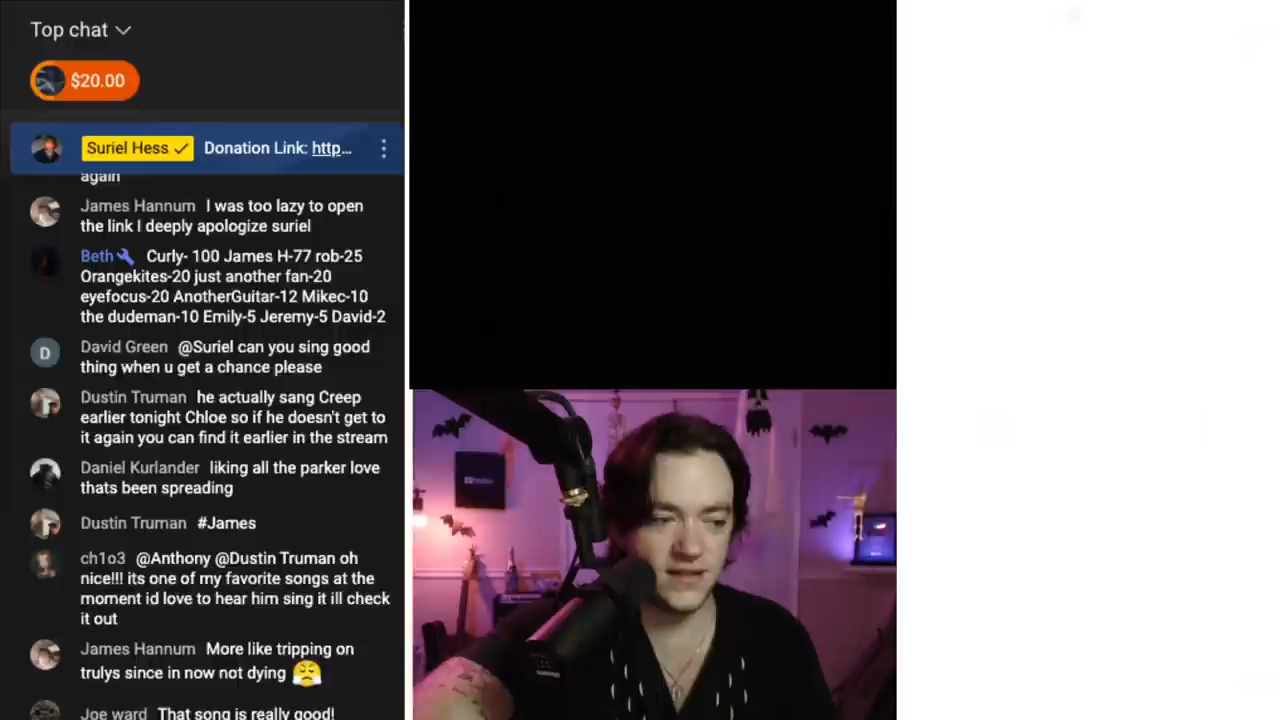 Top chat
$20.00
Suriel Hess Donation Link: http...
again
James Hannum I was too lazy to open
the link I deeply apologize suriel
Beth Curly- 100 James H-77 rob-25
Orangekites-20 just another fan-20
eyefocus-20 AnotherGuitar-12 Mikec-10
the dudeman-10 Emily-5 Jeremy-5 David-2
D
David Green @Suriel can you sing good
thing when u get a chance please
Dustin Truman he actually sang Creep
earlier tonight Chloe so if he doesn't get to
it again you can find it earlier in the stream
Daniel Kurlander liking all the parker love
thats been spreading
Dustin Truman #James
ch1o3 @Anthony @Dustin Truman oh
nice!!! its one of my favorite songs at the
moment id love to hear him sing it ill check
it out
James Hannum More like tripping on
trulys since in now not dying
Joe ward That song is really good!